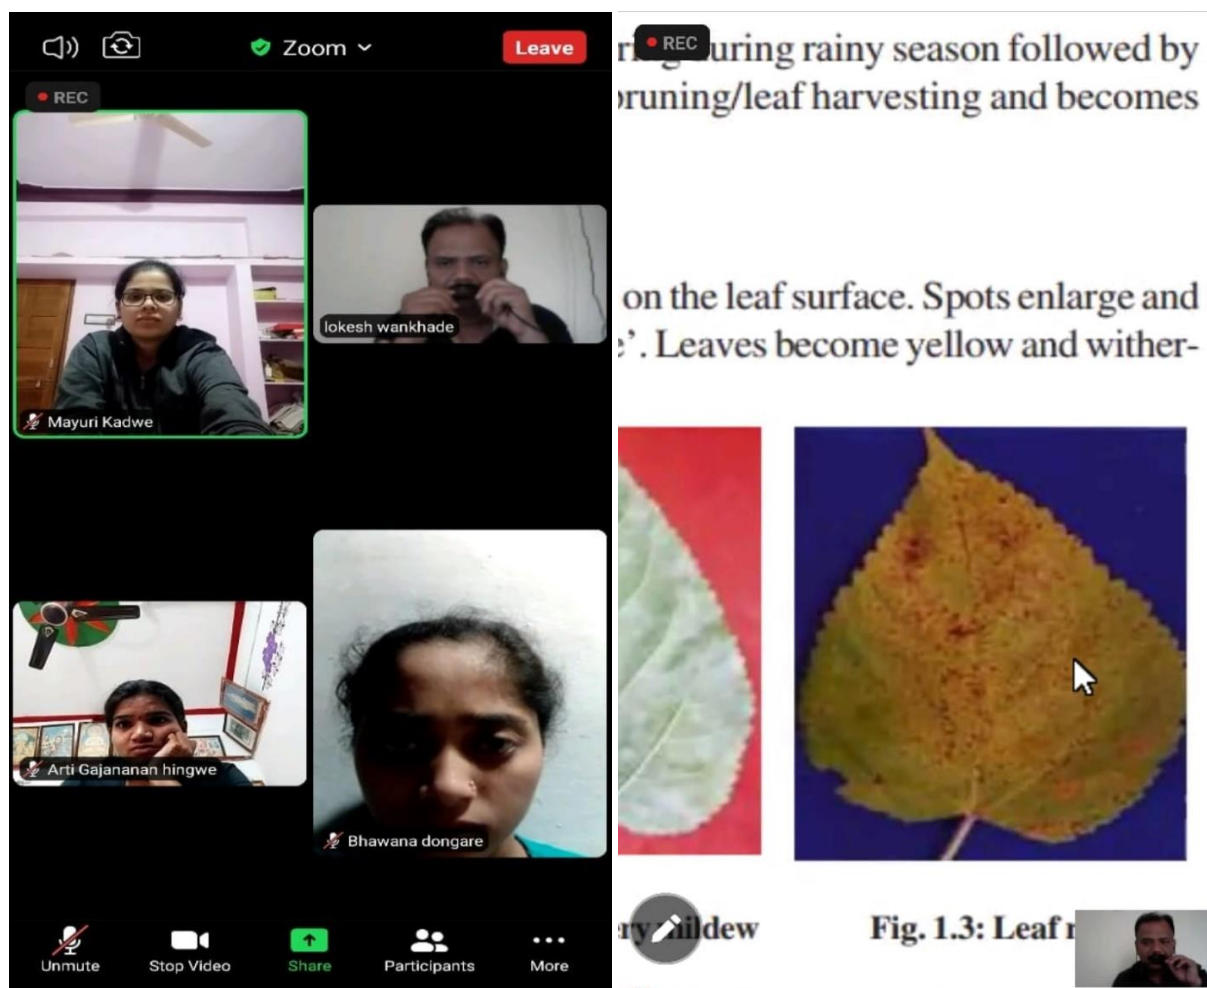 Zoom
Leave
REC
lokesh wankhade
Mayuri Kadwe
Arti Gajananan hingwe
Bhawana dongare
Unmute
Stop Video
Share
Participants
More
REC
uring rainy season followed by
pruning/leaf harvesting and becomes
on the leaf surface. Spots enlarge and
e’. Leaves become yellow and wither-
mildew
Fig. 1.3: Leaf